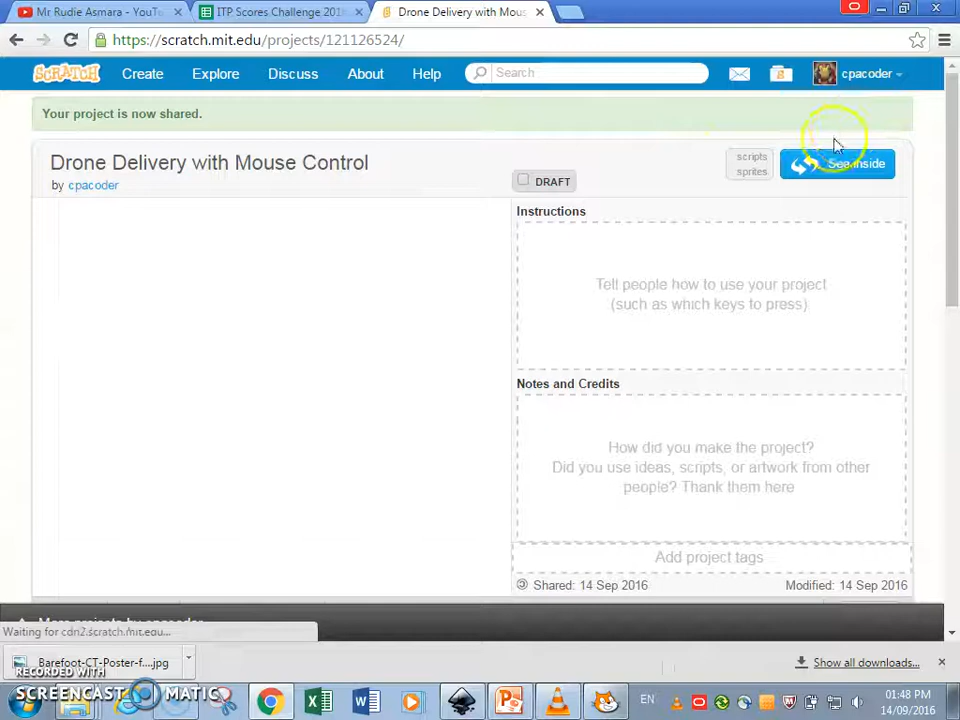 Mr Rudie Asmara - YouTu
ITP Scores Challenge 201
Drone Delivery with Mous
https://scratch.mit.edu/projects/121126524/
SCRATCH
Create
Explore
Discuss
About
Help
Search
cpacoder
Your project is now shared.
Drone Delivery with Mouse Control
by cpacoder
DRAFT
scripts
sprites
See inside
Instructions
Tell people how to use your project
(such as which keys to press).
Notes and Credits
How did you make the project?
Did you use ideas, scripts, or artwork from other
people? Thank them here
Add project tags
Shared: 14 Sep 2016
Modified: 14 Sep 2016
More projects by cpacoder
Waiting for cdn2.scratch.mit.edu...
Barefoot-CT-Poster-f....jpg
Show all downloads...
RECORDED WITH
SCREENCAST MATIC
EN
01:48 PM
14/09/2016